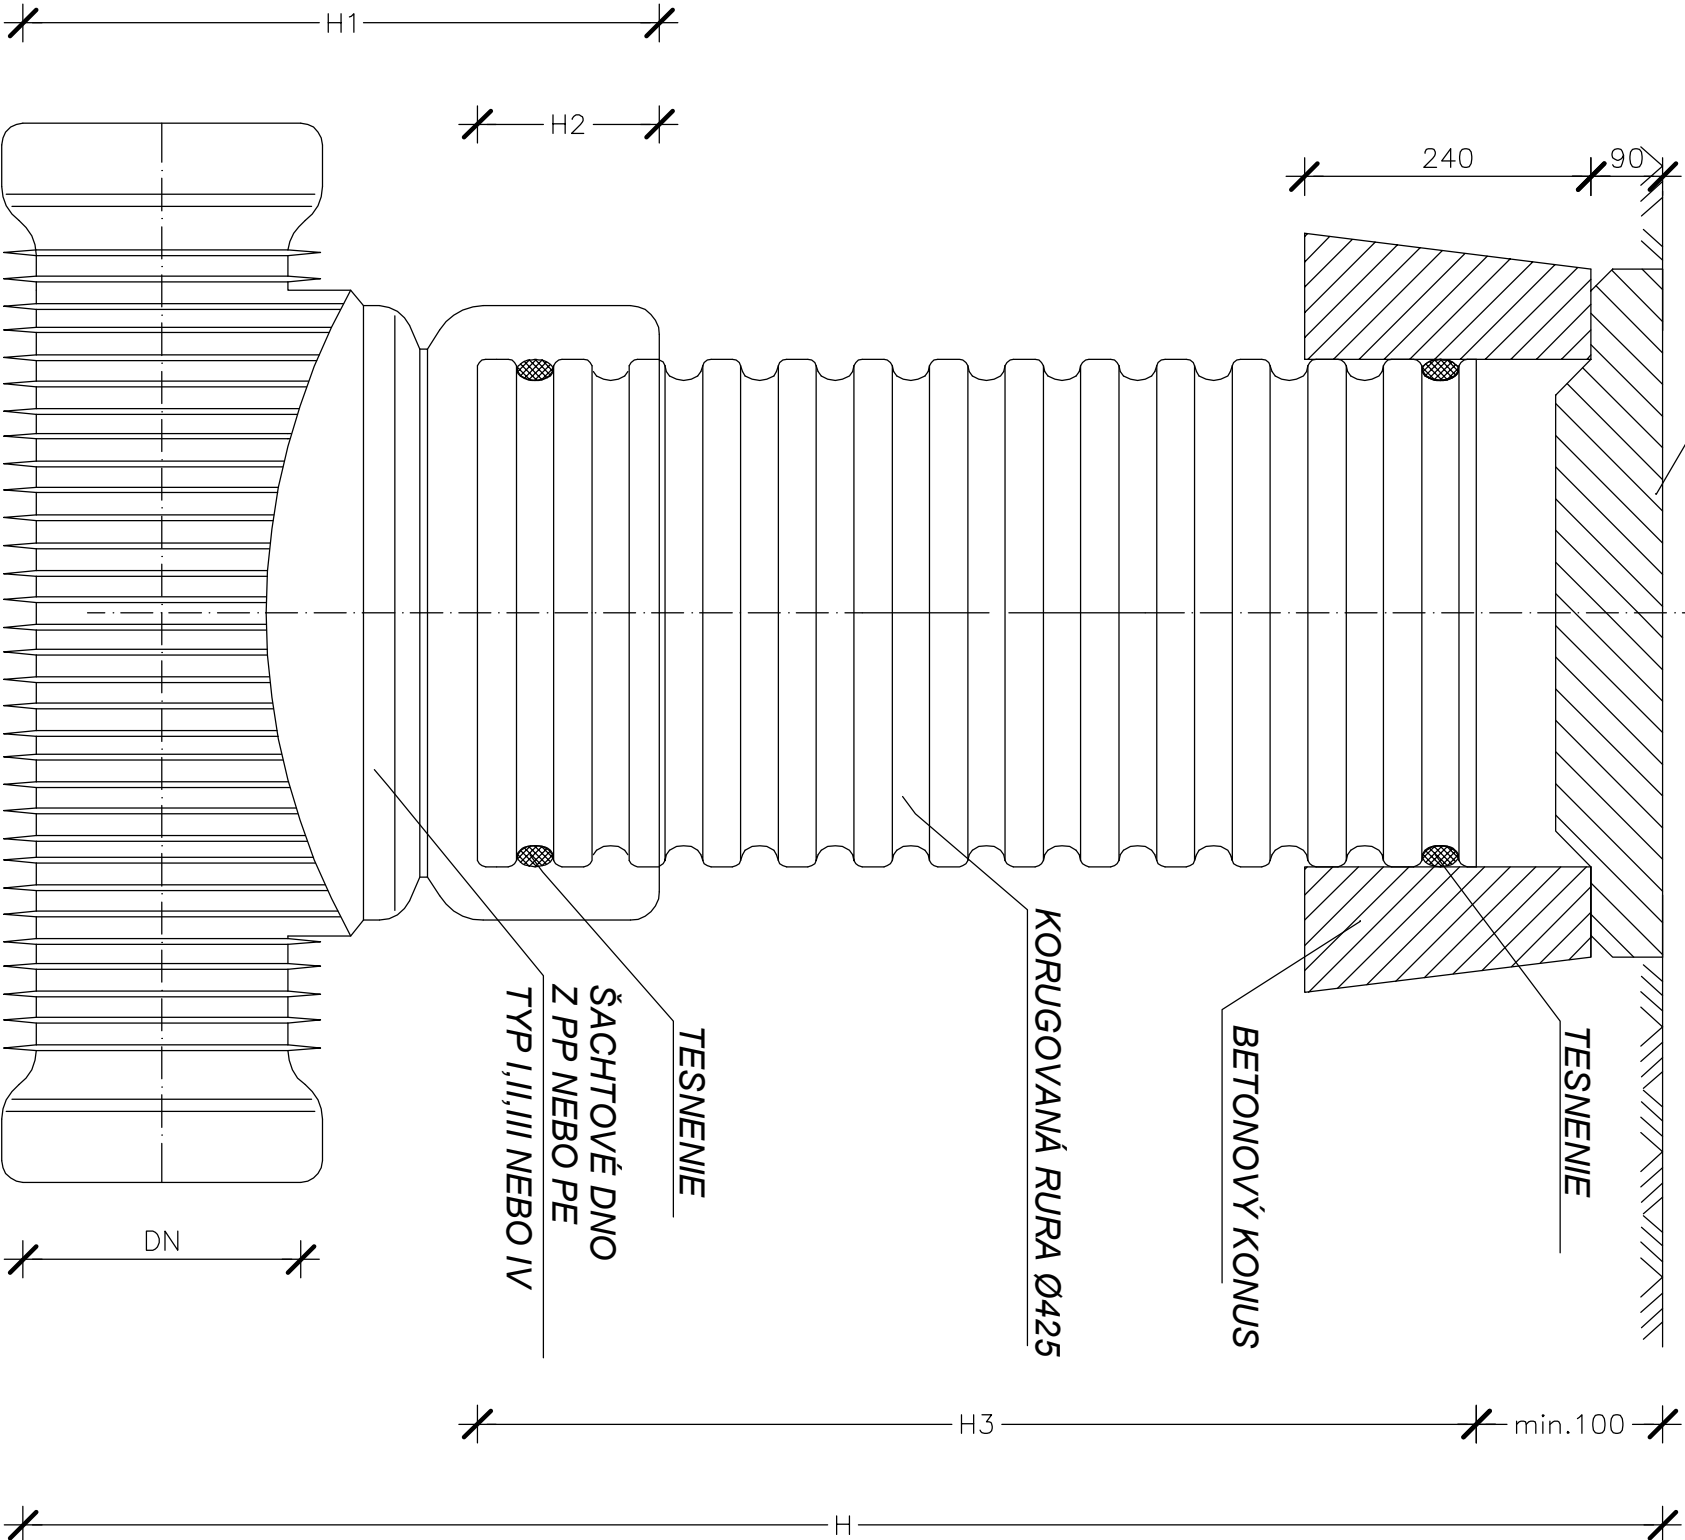 H1
H2
240
90
TESNENIE
BETONOVÝ KONUS
KORUGOVANÁ RURA Ø425
TESNENIE
ŠACHTOVÉ DNO
Z PP NEBO PE
TYP I,II,III NEBO IV
DN
H3
min.100
H